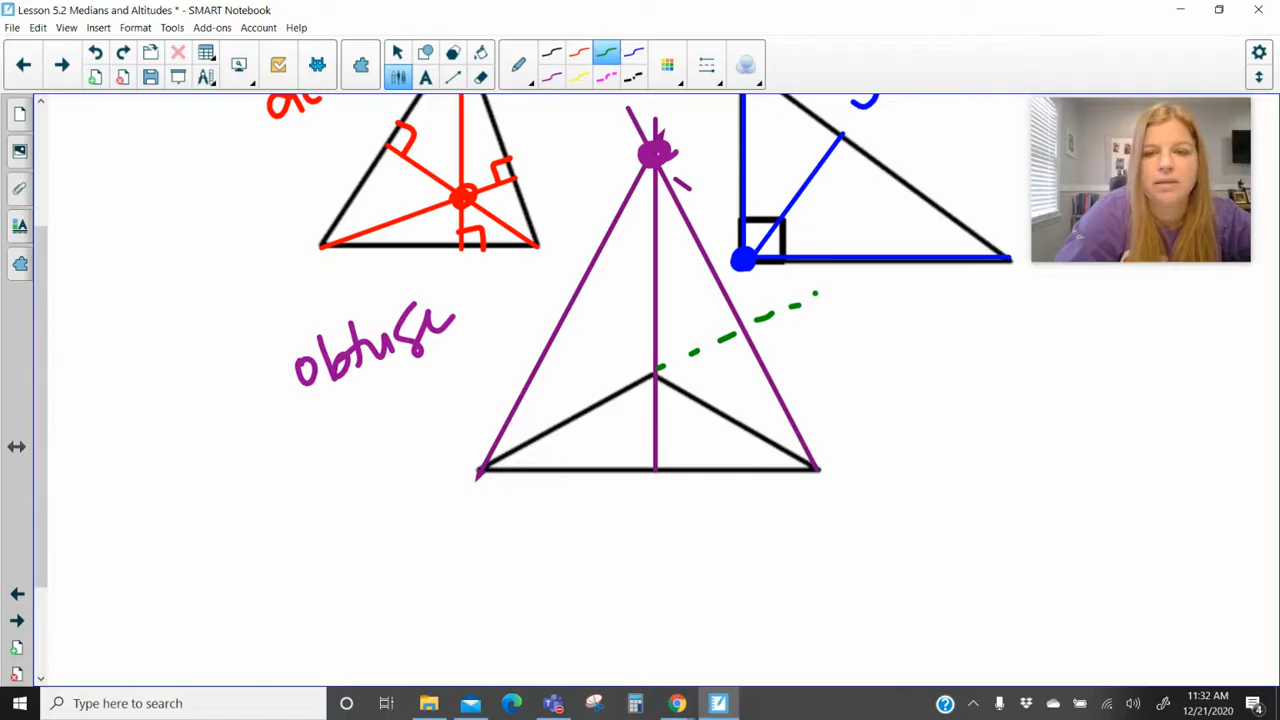 Lesson 5.2 Medians and Altitudes * - SMART Notebook
File Edit View Insert Format Tools Add-ons Account Help
A
obtuse
Type here to search
11:32 AM
12/21/2020
4